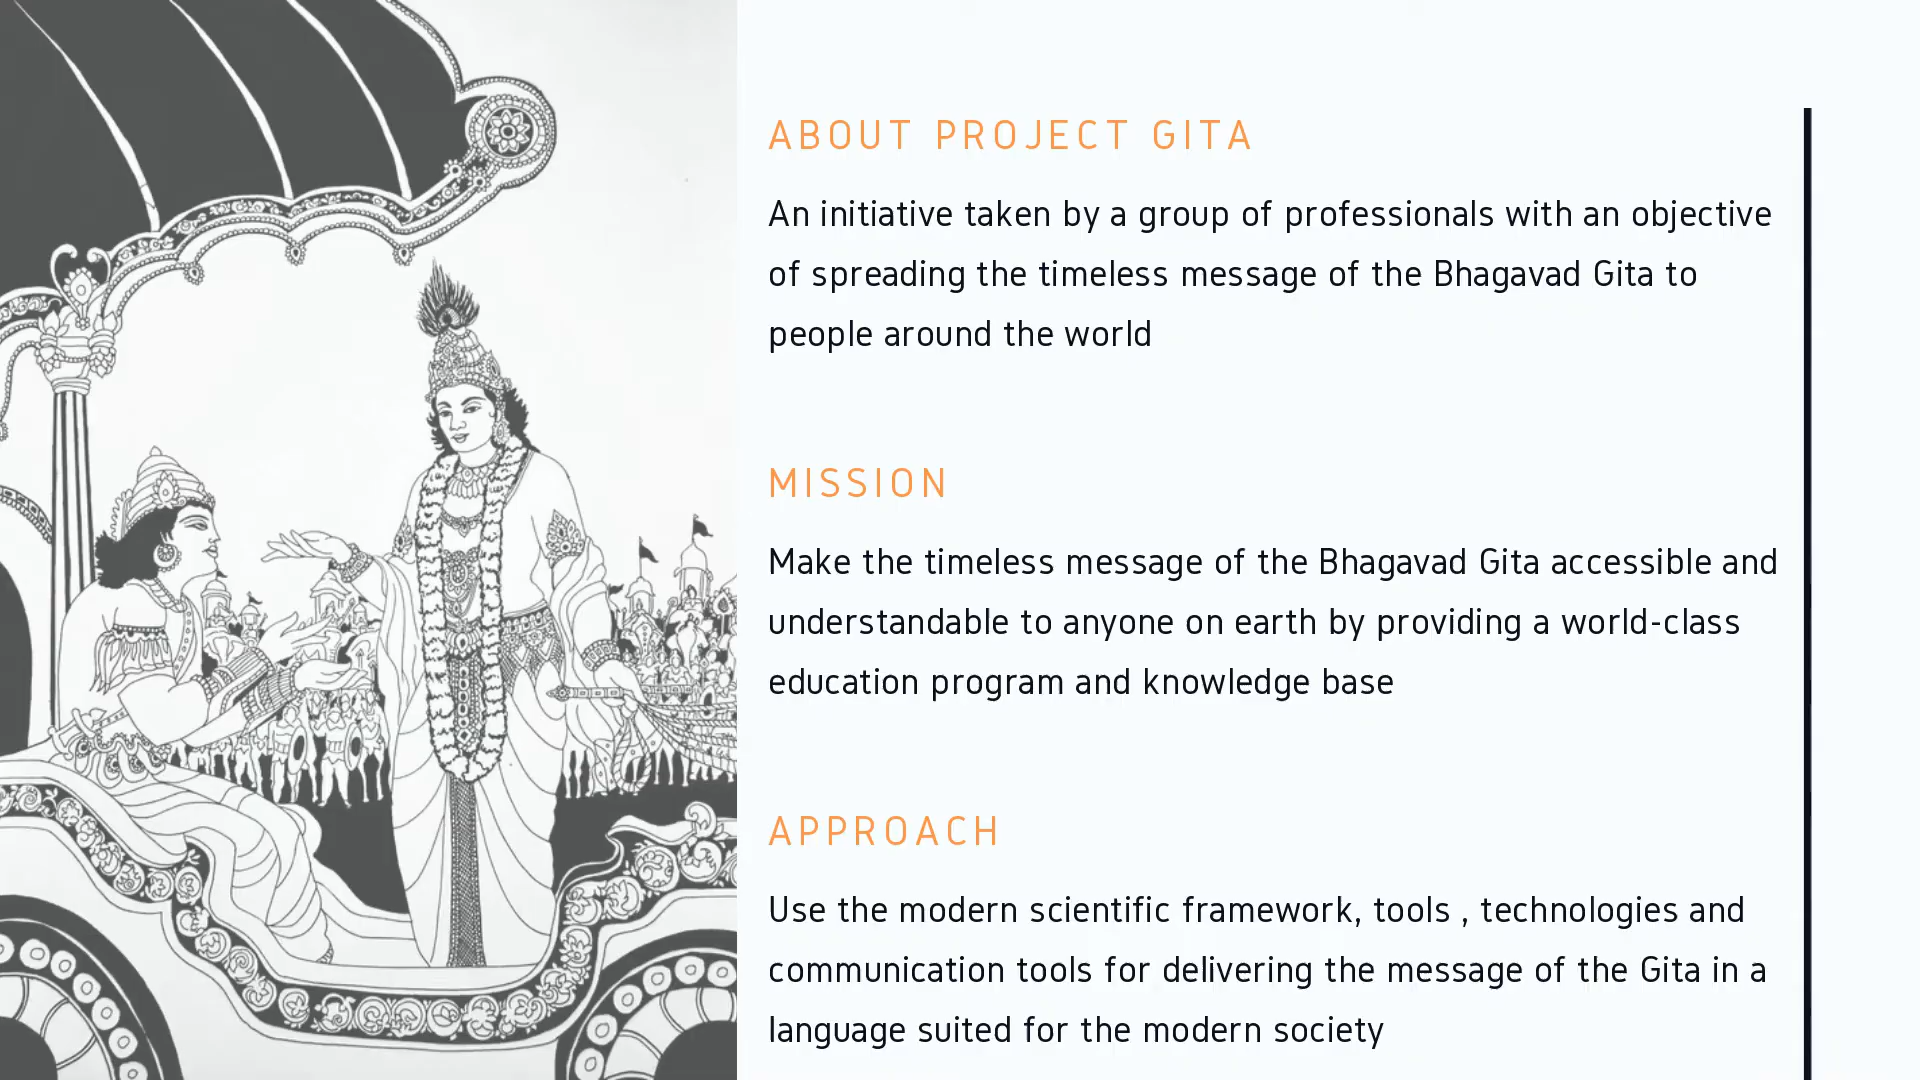 ABOUT PROJECT GITA
An initiative taken by a group of professionals with an objective
of spreading the timeless message of the Bhagavad Gita to
people around the world
MISSION
Make the timeless message of the Bhagavad Gita accessible and
understandable to anyone on earth by providing a world-class
education program and knowledge base
APPROACH
Use the modern scientific framework, tools , technologies and
communication tools for delivering the message of the Gita in a
language suited for the modern society